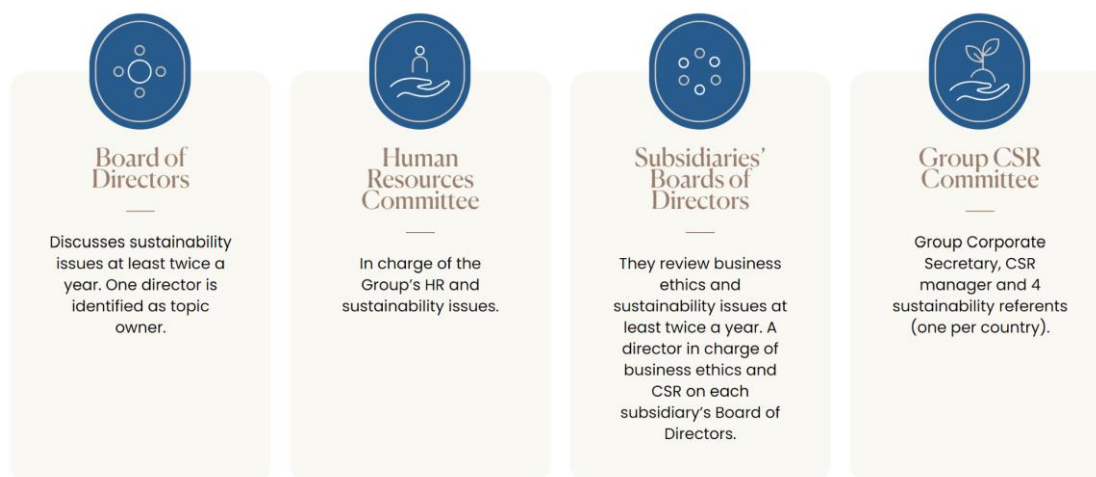 Board of
Directors
Discusses sustainability
issues at least twice a
year. One director is
identified as topic
owner.
Human
Resources
Committee
In charge of the
Group's HR and
sustainability issues.
Subsidiaries'
Boards of
Directors
They review business
ethics and
sustainability issues at
least twice a year. A
director in charge of
business ethics and
CSR on each
subsidiary's Board of
Directors.
Group CSR
Committee
Group Corporate
Secretary, CSR
manager and 4
sustainability referents
(one per country).